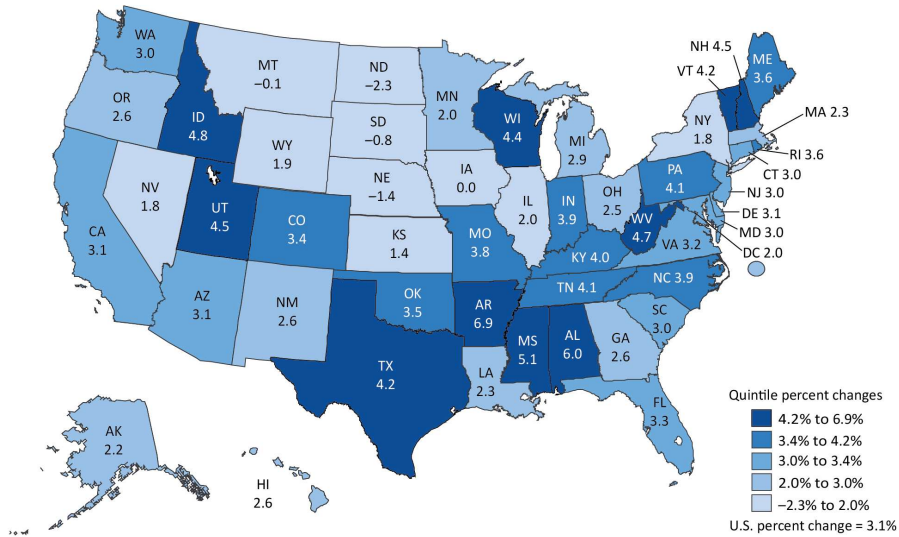 WA
3.0
MT
−0.1
ND
−2.3
MN
2.0
NH 4.5
VT 4.2
ME
3.6
OR
2.6
ID
4.8
SD
−0.8
WI
4.4
NY
1.8
MA 2.3
WY
1.9
MI
2.9
RI 3.6
CT 3.0
NV
1.8
UT
4.5
NE
−1.4
IA
0.0
IL
2.0
IN
3.9
OH
2.5
PA
4.1
NJ 3.0
DE 3.1
MD 3.0
DC 2.0
CA
3.1
CO
3.4
KS
1.4
MO
3.8
WV
4.7
VA 3.2
KY 4.0
AZ
3.1
NM
2.6
OK
3.5
AR
6.9
TN 4.1
NC 3.9
SC
3.0
TX
4.2
LA
2.3
MS
5.1
AL
6.0
GA
2.6
FL
3.3
AK
2.2
HI
2.6
Quintile percent changes
4.2% to 6.9%
3.4% to 4.2%
3.0% to 3.4%
2.0% to 3.0%
−2.3% to 2.0%
U.S. percent change = 3.1%